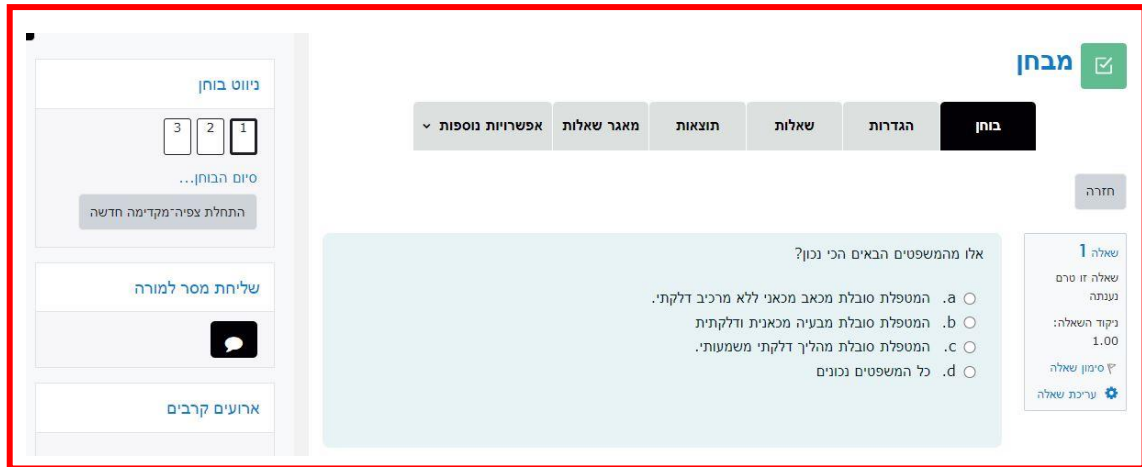 מבחן
בוחן
הגדרות
שאלות
תוצאות
מאגר שאלות
אפשרויות נוספות
חזרה
שאלה 1
שאלה זו טרם
נענתה
ניקוד השאלה:
1.00
סימון שאלה
עריכת שאלה
אלו מהמשפטים הבאים הכי נכון?
a. המטפלת סובלת מכאב מכאני ללא מרכיב דלקתי.
b. המטפלת סובלת מבעיה מכאנית ודלקתית
c. המטפלת סובלת מהליך דלקתי משמעותי.
d. כל המשפטים נכונים
ניווט בוחן
1 2 3
סיום הבוחן...
התחלת צפיה־מקדימה חדשה
שליחת מסר למורה
ארועים קרבים